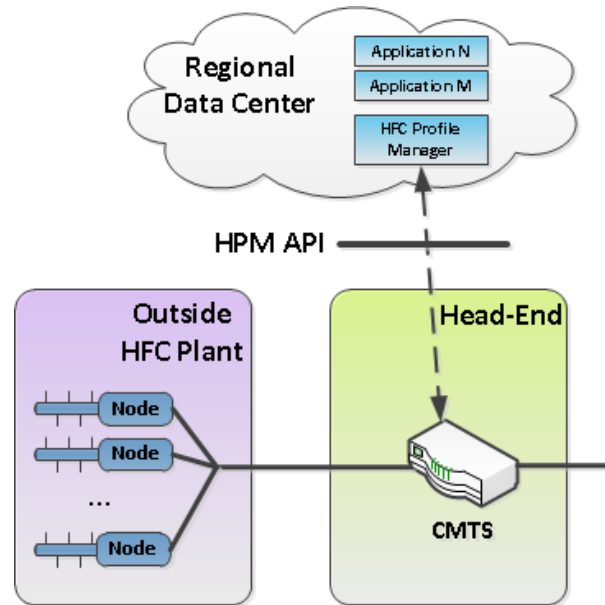 Regional
Data Center
Application N
Application M
HFC Profile
Manager
HPM API
Outside
HFC Plant
Node
Node
...
Node
Head-End
CMTS